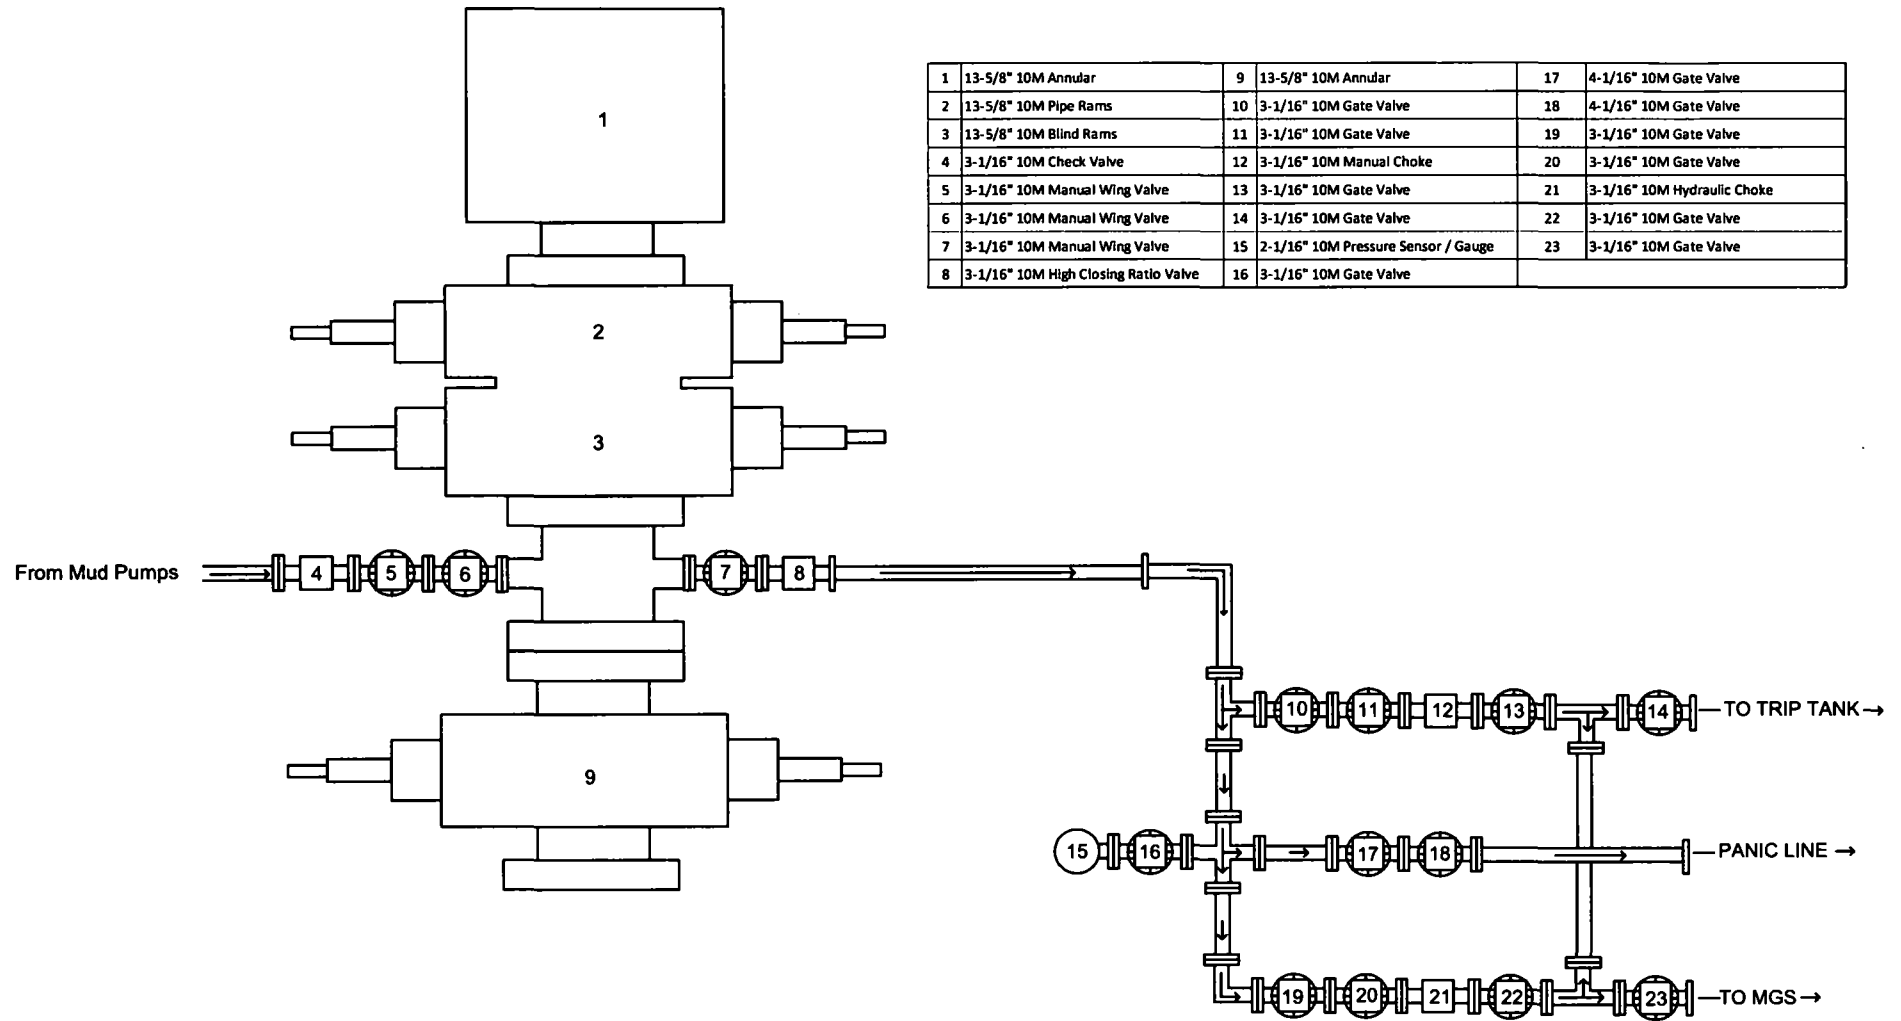 1
1 13-5/8" 10M Annular 9 13-5/8" 10M Annular 17 4-1/16" 10M Gate Valve
2 13-5/8" 10M Pipe Rams 10 3-1/16" 10M Gate Valve 18 4-1/16" 10M Gate Valve
3 13-5/8" 10M Blind Rams 11 3-1/16" 10M Gate Valve 19 3-1/16" 10M Gate Valve
4 3-1/16" 10M Check Valve 12 3-1/16" 10M Manual Choke 20 3-1/16" 10M Gate Valve
5 3-1/16" 10M Manual Wing Valve 13 3-1/16" 10M Gate Valve 21 3-1/16" 10M Hydraulic Choke
6 3-1/16" 10M Manual Wing Valve 14 3-1/16" 10M Gate Valve 22 3-1/16" 10M Gate Valve
7 3-1/16" 10M Manual Wing Valve 15 2-1/16" 10M Pressure Sensor / Gauge 23 3-1/16" 10M Gate Valve
8 3-1/16" 10M High Closing Ratio Valve 16 3-1/16" 10M Gate Valve
2
3
From Mud Pumps 4 5 6 7 8
10 11 12 13 14 TO TRIP TANK
9
15 16 17 18 PANIC LINE
19 20 21 22 23 TO MGS